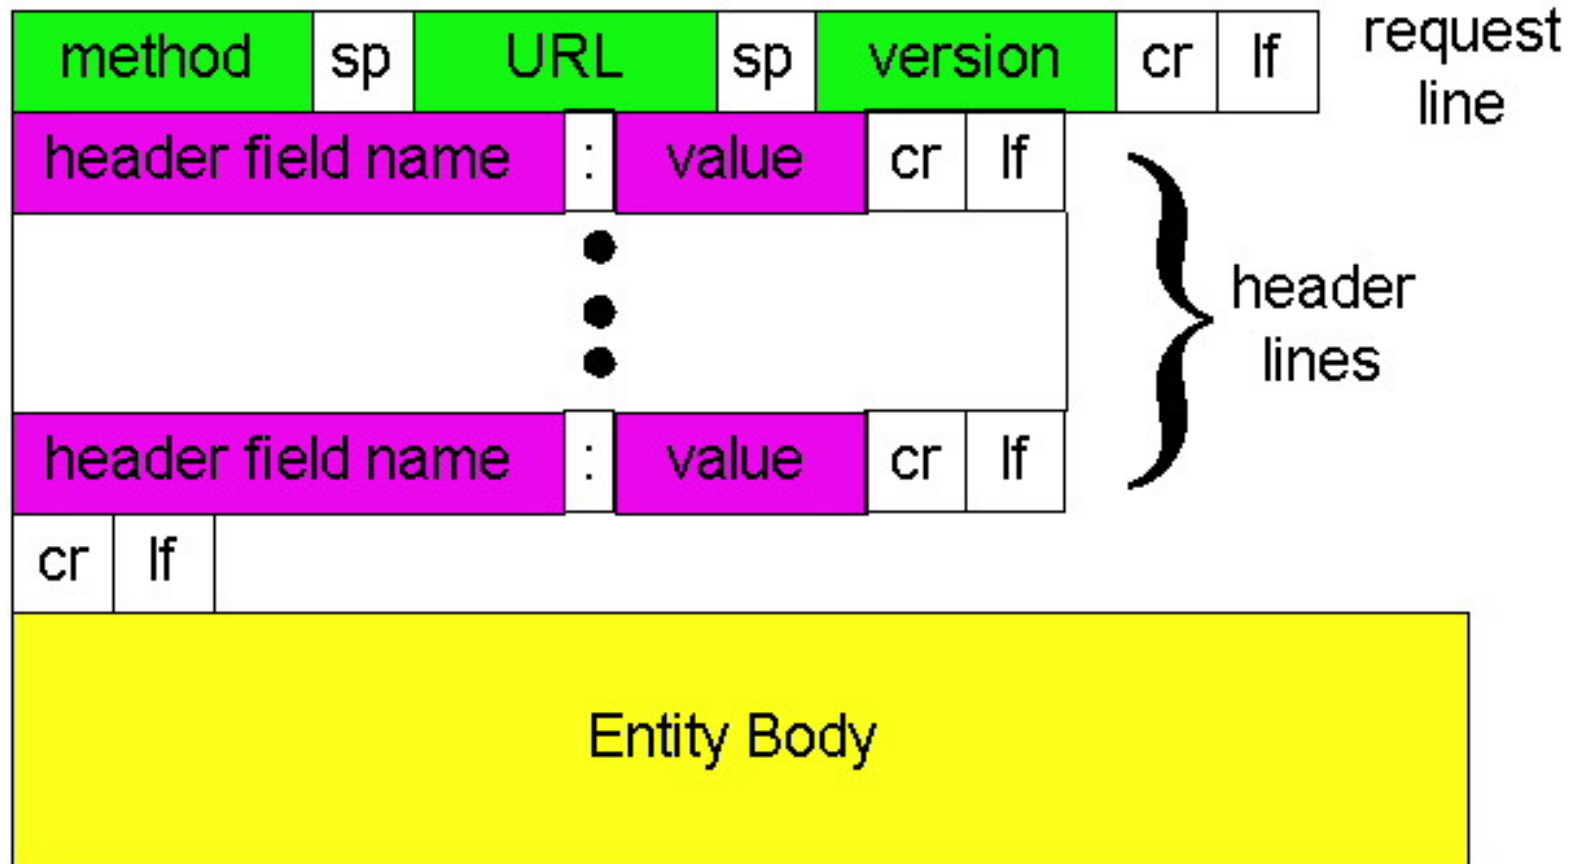 method sp URL sp version cr lf
request
line
header field name : value cr lf
header
lines
header field name : value cr lf
cr lf
Entity Body